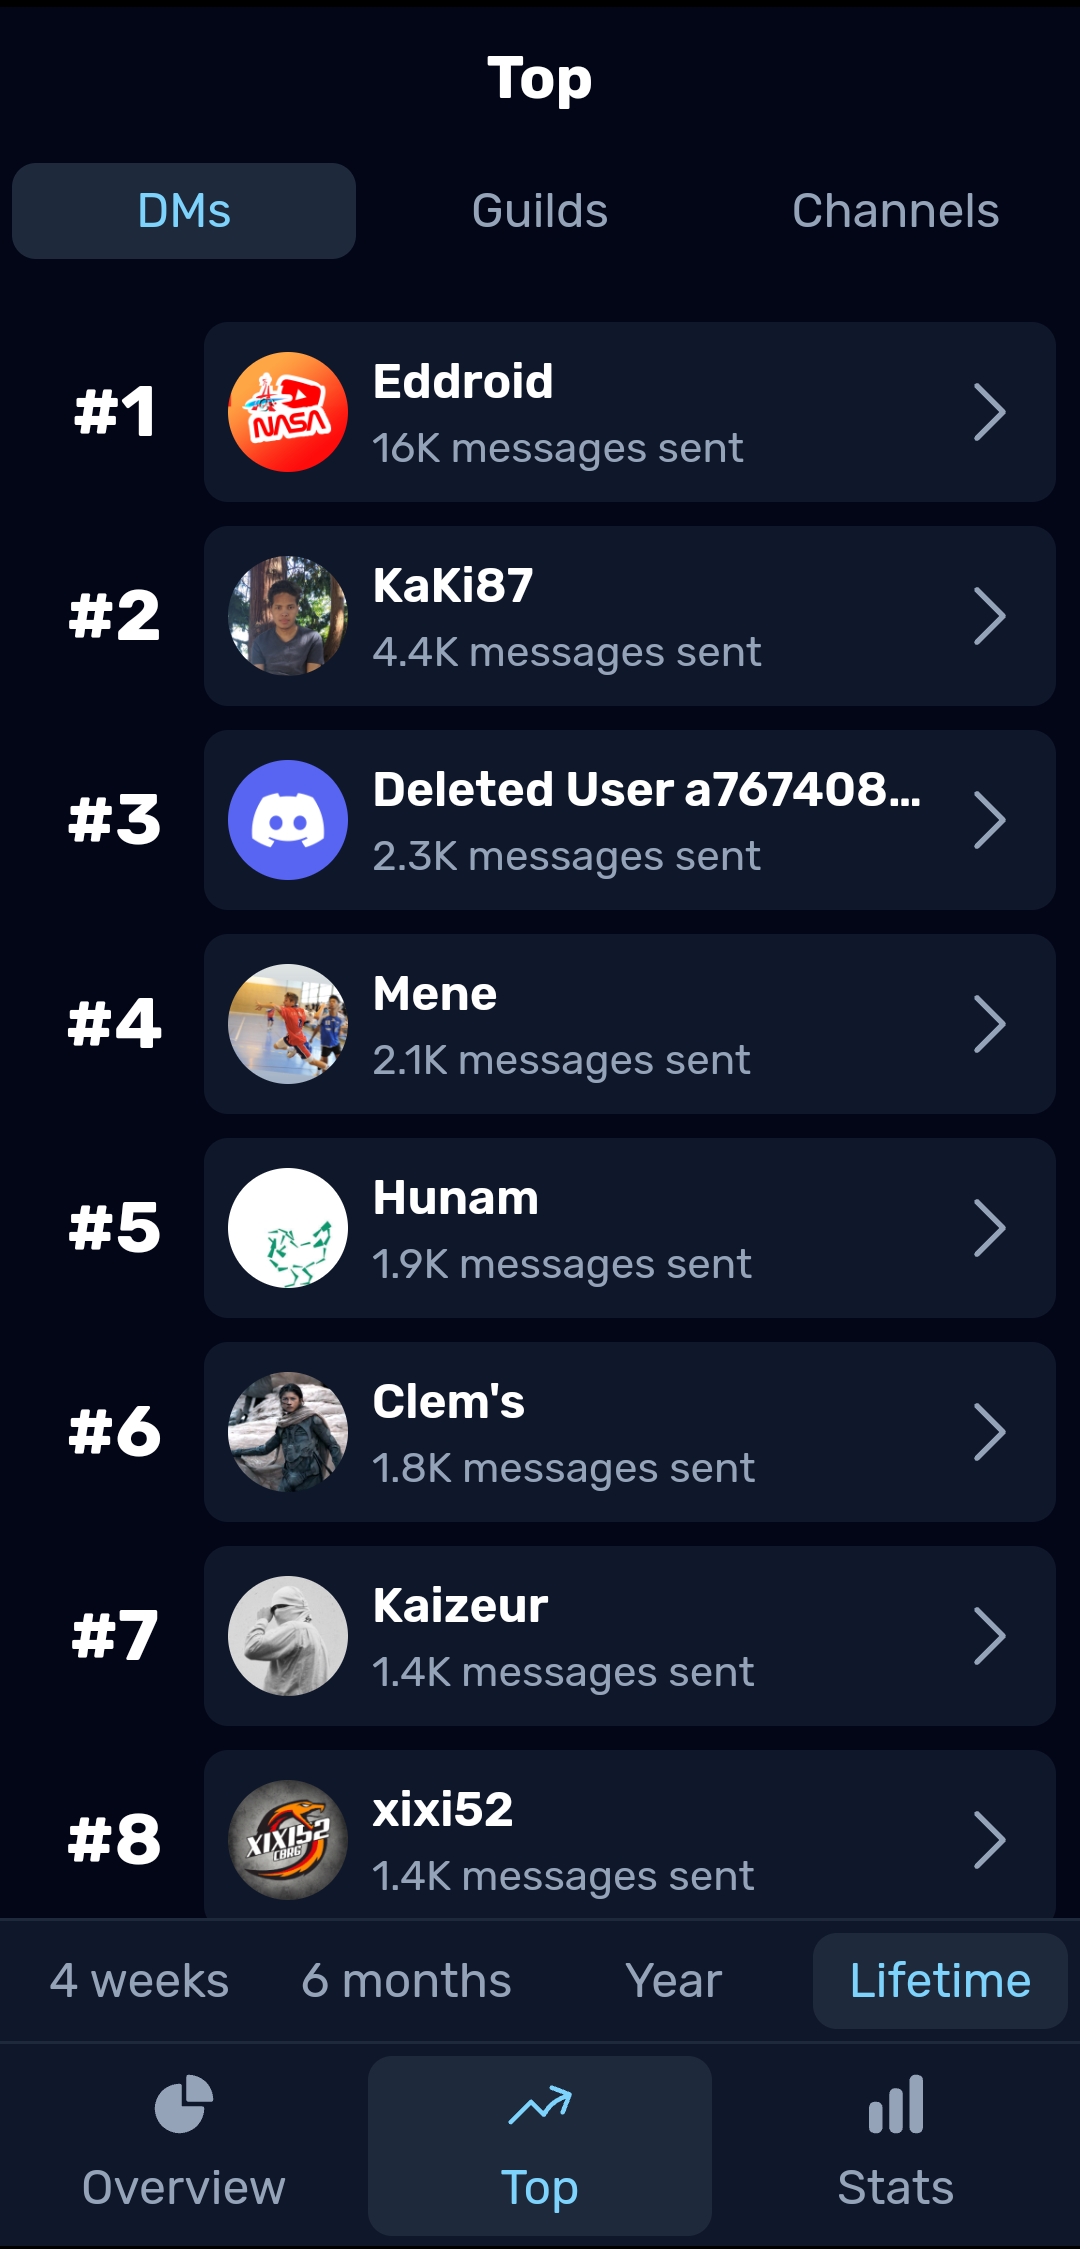 Top
DMs Guilds Channels
#1
NASA
Eddroid
16K messages sent
#2
KaKi87
4.4K messages sent
#3
Deleted User a767408...
2.3K messages sent
#4
Mene
2.1K messages sent
#5
Hunam
1.9K messages sent
#6
Clem's
1.8K messages sent
#7
Kaizeur
1.4K messages sent
#8
XIXI52
CBRG
xixi52
1.4K messages sent
4 weeks 6 months Year Lifetime
Overview Top Stats